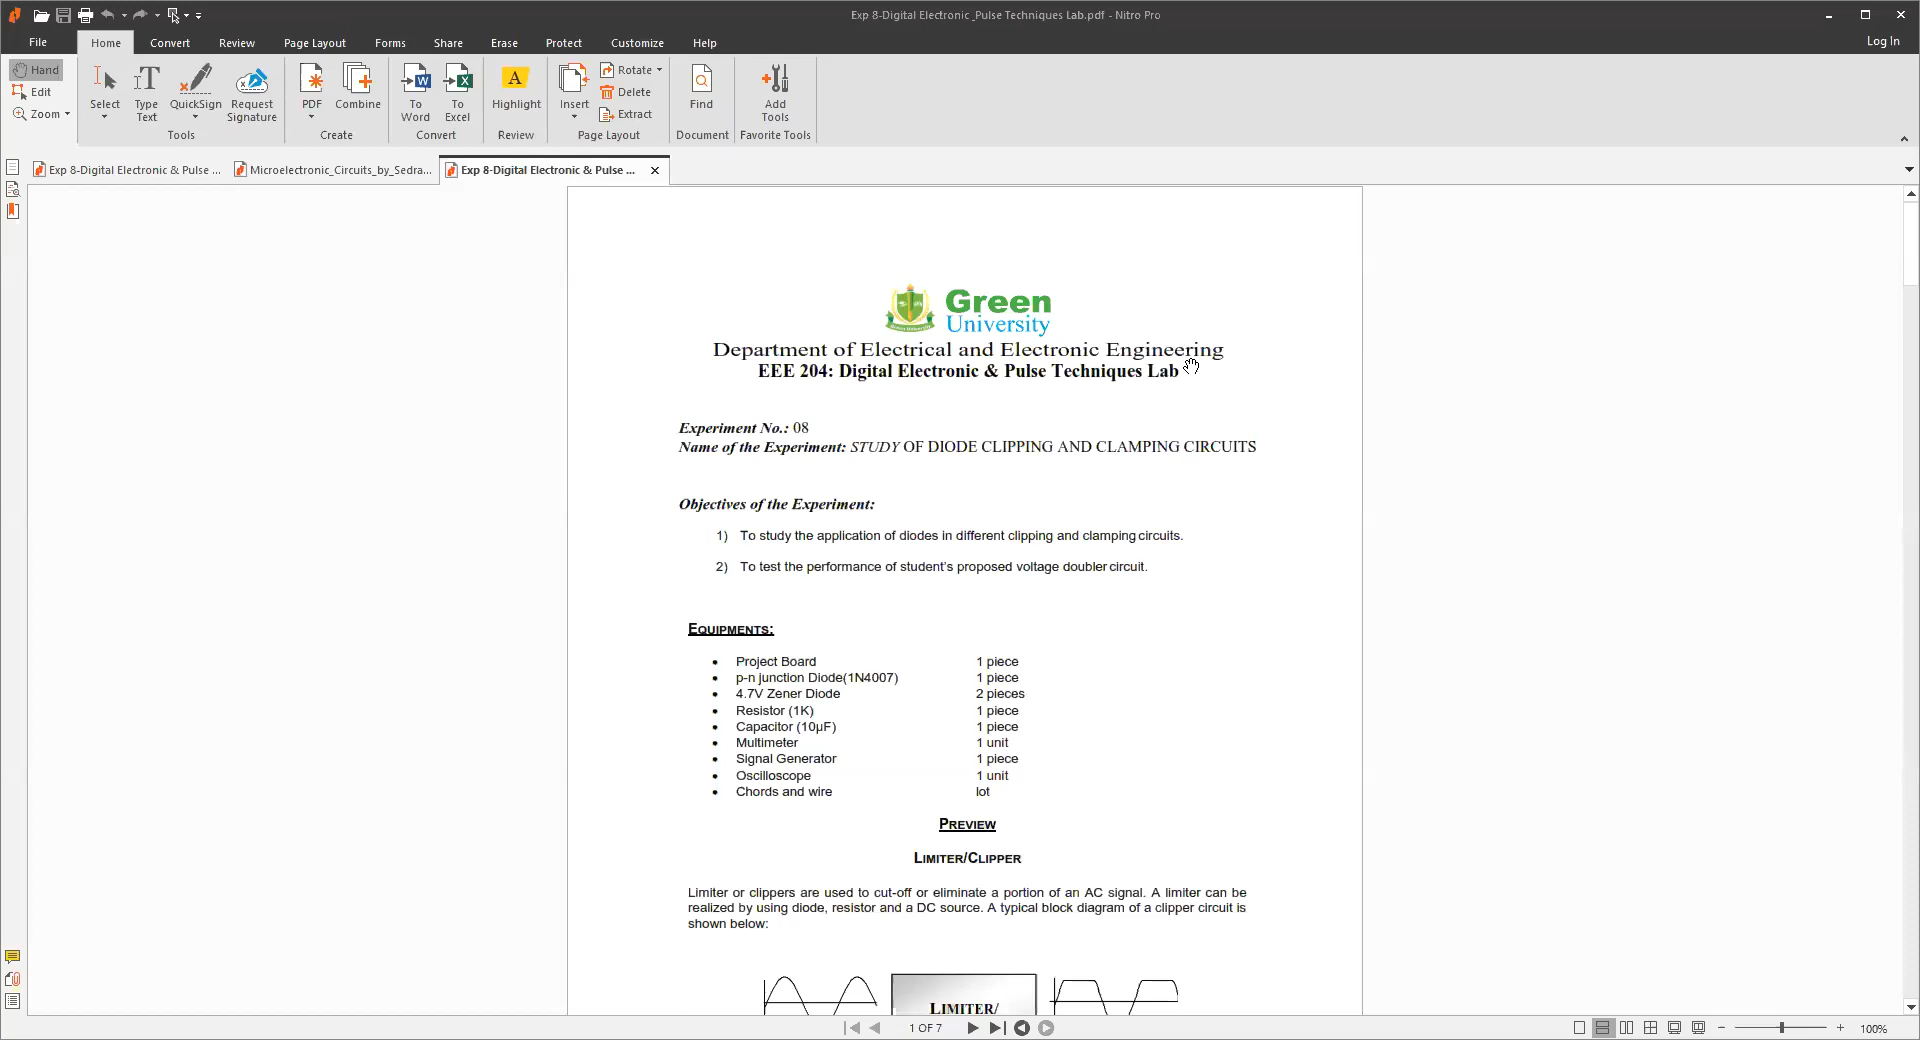 Exp 8-Digital Electronic _Pulse Techniques Lab.pdf - Nitro Pro
File Home Convert Review Page Layout Forms Share Erase Protect Customize Help Log In
Hand
Edit
Zoom
Select
Type Text
QuickSign
Request Signature
Tools
PDF
Combine
Create
To Word
To Excel
Convert
Highlight
Review
Insert
Rotate
Delete
Extract
Page Layout
Find
Document
Add Tools
Favorite Tools
Exp 8-Digital Electronic & Pulse ...
Microelectronic_Circuits_by_Sedra...
Exp 8-Digital Electronic & Pulse ...
Green
University
Department of Electrical and Electronic Engineering
EEE 204: Digital Electronic & Pulse Techniques Lab
Experiment No.: 08
Name of the Experiment: STUDY OF DIODE CLIPPING AND CLAMPING CIRCUITS
Objectives of the Experiment:
1) To study the application of diodes in different clipping and clamping circuits.
2) To test the performance of student's proposed voltage doubler circuit.
EQUIPMENTS:
• Project Board 1 piece
• p-n junction Diode(1N4007) 1 piece
• 4.7V Zener Diode 2 pieces
• Resistor (1K) 1 piece
• Capacitor (10µF) 1 piece
• Multimeter 1 unit
• Signal Generator 1 piece
• Oscilloscope 1 unit
• Chords and wire lot
PREVIEW
LIMITER/CLIPPER
Limiter or clippers are used to cut-off or eliminate a portion of an AC signal. A limiter can be
realized by using diode, resistor and a DC source. A typical block diagram of a clipper circuit is
shown below:
LIMITER/
1 OF 7
100%